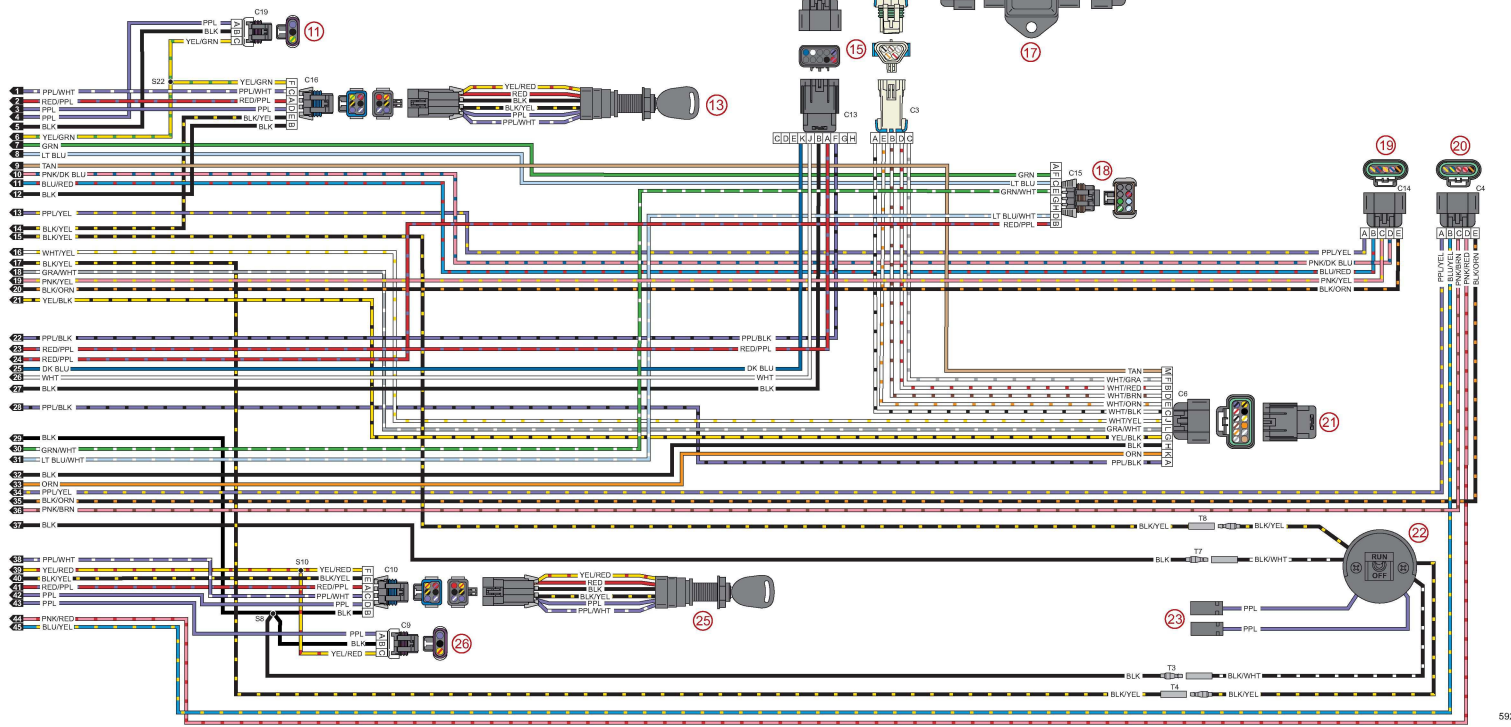 C19
PPL A
BLK B
YEL/GRN C
11
15
17
S22
YEL/GRN F
C16
1 PPL/WHT PPL/WHT C
2 RED/PPL RED/PPL A
3 PPL PPL D
4 PPL BLK/YEL E
5 BLK BLK B
6 YEL/GRN
7 GRN
8 LT BLU
9 TAN
10 PNK/DK BLU
11 BLU/RED
12 BLK
13 PPL/YEL
14 BLK/YEL
15 BLK/YEL
16 WHT/YEL
17 BLK/YEL
18 GRA/WHT
19 PNK/YEL
20 BLK/ORN
21 YEL/BLK
YEL/RED
RED
BLK
BLK/YEL
PPL
PPL/WHT
13
C13
C D E K J B A F G H
C3
A E B D C
A
GRN F
LT BLU C
GRN/WHT E
G
H
LT BLU/WHT D
RED/PPL B
C15
18
19
C14
A B C D E
20
C4
A B C D E
PPL/YEL
PNK/DK BLU
BLU/RED
PNK/YEL
BLK/ORN
PPL/YEL
BLU/YEL
PNK/BRN
PNK/RED
BLK/ORN
22 PPL/BLK PPL/BLK
23 RED/PPL RED/PPL
24 RED/PPL
25 DK BLU DK BLU
26 WHT WHT
27 BLK BLK
28 PPL/BLK
29 BLK
30 GRN/WHT
31 LT BLU/WHT
32 BLK
33 ORN
34 PPL/YEL
35 BLK/ORN
36 PNK/BRN
37 BLK
TAN M
WHT/GRA F
WHT/RED B
WHT/BRN D
WHT/ORN E
WHT/BLK C
WHT/YEL J
GRA/WHT L
YEL/BLK G
BLK H
ORN K
PPL/BLK A
C6
21
BLK/YEL T8 BLK/YEL
BLK T7 BLK/WHT
22
RUN
OFF
23
PPL
PPL
BLK T3 BLK/WHT
BLK/YEL T4 BLK/YEL
38 PPL/WHT
39 YEL/RED
40 BLK/YEL
41 RED/PPL
42 PPL
43 PPL
44 PNK/RED
45 BLU/YEL
S10
YEL/RED F
BLK/YEL E
RED/PPL A
PPL/WHT C
PPL D
BLK B
C10
S8
YEL/RED
RED
BLK
BLK/YEL
PPL
PPL/WHT
25
C9
PPL A
BLK B
YEL/RED C
26